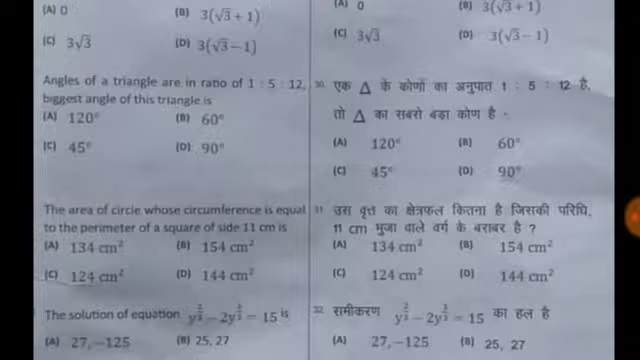 (A) 0 (B) 3(√3 + 1)
(C) 3√3 (D) 3(√3 − 1)
Angles of a triangle are in ratio of 1 : 5 : 12,
biggest angle of this triangle is
(A) 120° (B) 60°
(C) 45° (D) 90°
The area of circle whose circumference is equal
to the perimeter of a square of side 11 cm is
(A) 134 cm² (B) 154 cm²
(C) 124 cm² (D) 144 cm²
The solution of equation y^(2/3) − 2y^(1/3) = 15 is
(A) 27, −125 (B) 25, 27
(A) 0 (B) 3(√3 + 1)
(C) 3√3 (D) 3(√3 − 1)
30. एक Δ के कोणों का अनुपात 1 : 5 : 12 है,
तो Δ का सबसे बड़ा कोण है -
(A) 120° (B) 60°
(C) 45° (D) 90°
31 उस वृत्त का क्षेत्रफल कितना है जिसकी परिधि,
11 cm भुजा वाले वर्ग के बराबर है ?
(A) 134 cm² (B) 154 cm²
(C) 124 cm² (D) 144 cm²
32 समीकरण y^(2/3) − 2y^(1/3) = 15 का हल है
(A) 27, −125 (B) 25, 27